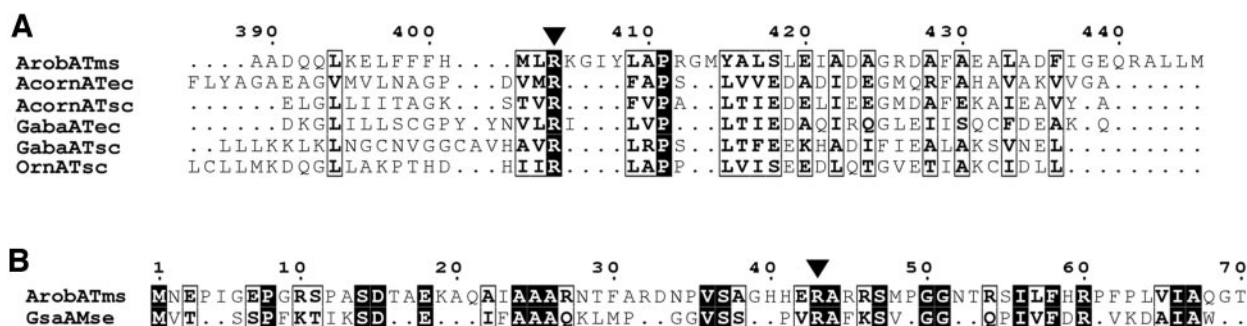 A
390 400 410 420 430 440
ArobATms ....AADQQLKELFFFH....MLRKGIYLAPRGMYALSLEIADAGRDAFAEALADFIGEQRALLM
AcornATec FLYAGAEAGVMVLNAGP...DVMR....FAPS..LVVEDADIDEGMQRFAHAVAKVVGA......
AcornATsc ......ELGLLIITAGK...STVR....FVPA..LTIEDELIEEGMDAFEKAIEAVY.A......
GabaATec ......DKGLILLSCGPY.YNVLRI...LVP...LTIEDAQIRQGLEIISQCFDEAK.Q......
GabaATsc ..LLLKKLKLNGCNVGGCAVHAVR....LRP...LTFEEKHADIFIEALAKSVNEL.........
OrnATsc LCLLMKDQGLLAKPTHD...HIIR....LAPP..LVISEEDLQTGVETIAKCIDLL.........
B
1 10 20 30 40 50 60 70
ArobATms MNEPIGEPGRSPASDTAEKAQAIAAARNTFARDNPVSAGHHERARRSMPGGNTRSILFHRPFPLVIAQGT
GsaAMse MVT..SSPFKTIKSD..E...IFAAAQKLMP..GGVSS..PVRAFKSV.GG..QPIVFDR.VKDAIAW..